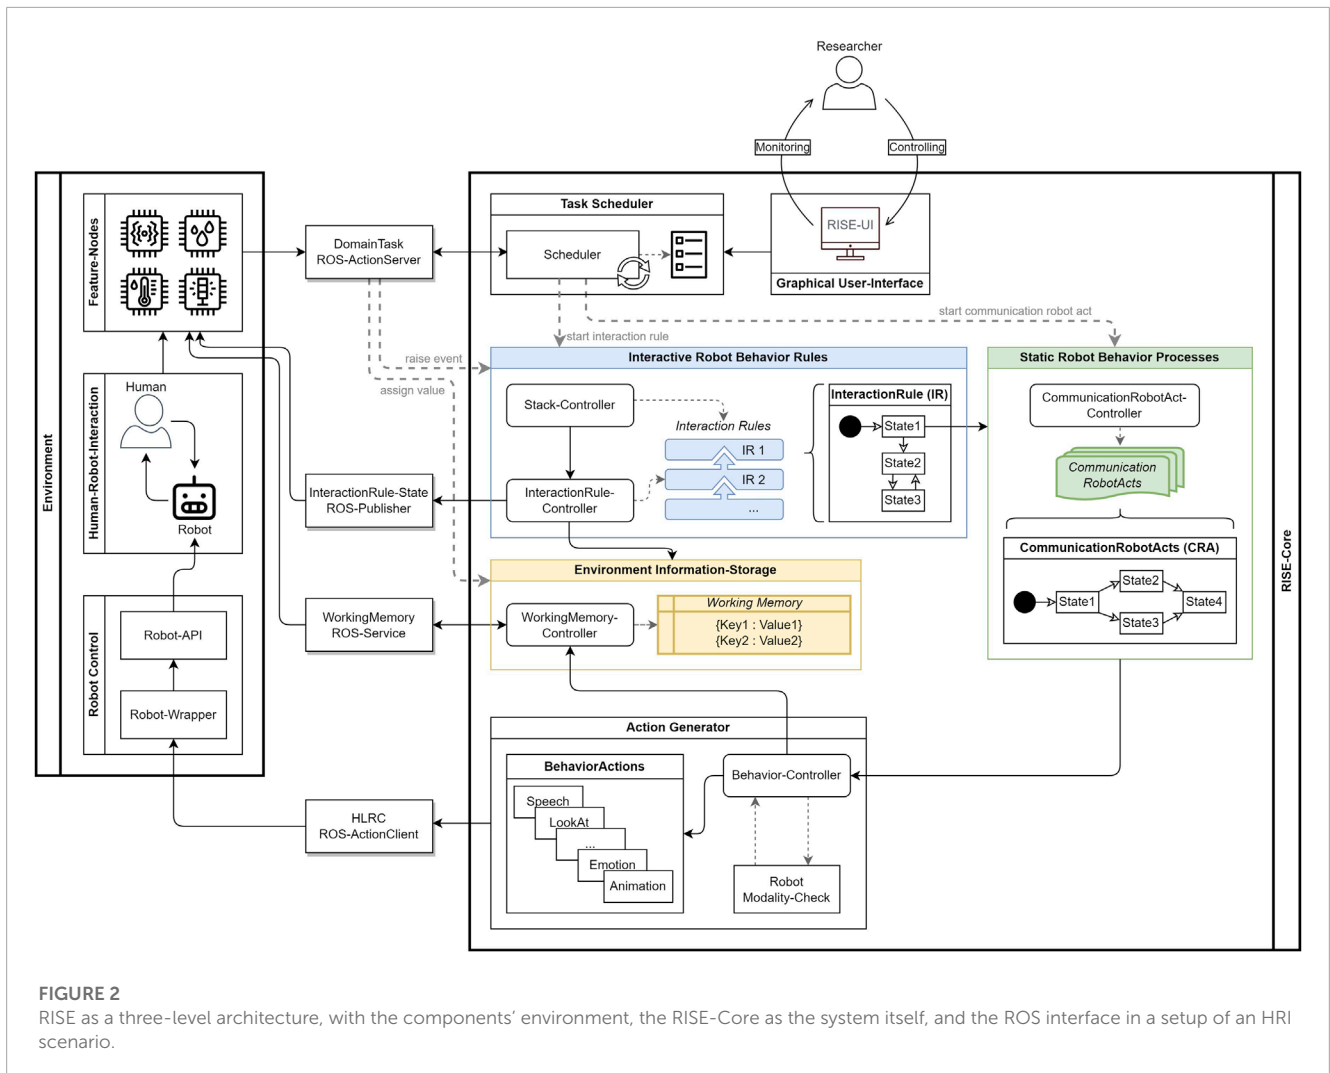 Researcher
Monitoring
Controlling
Environment
Feature-Nodes
Human-Robot-Interaction
Human
Robot
Robot Control
Robot-API
Robot-Wrapper
DomainTask
ROS-ActionServer
InteractionRule-State
ROS-Publisher
WorkingMemory
ROS-Service
HLRC
ROS-ActionClient
RISE-Core
Task Scheduler
Scheduler
RISE-UI
Graphical User-Interface
start communication robot act
start interaction rule
raise event
assign value
Interactive Robot Behavior Rules
Stack-Controller
Interaction Rules
IR 1
IR 2
...
InteractionRule-
Controller
InteractionRule (IR)
State1
State2
State3
Static Robot Behavior Processes
CommunicationRobotAct-
Controller
Communication
RobotActs
CommunicationRobotActs (CRA)
State1
State2
State3
State4
Environment Information-Storage
WorkingMemory-
Controller
Working Memory
{Key1 : Value1}
{Key2 : Value2}
Action Generator
BehaviorActions
Speech
LookAt
...
Emotion
Animation
Behavior-Controller
Robot
Modality-Check
FIGURE 2
RISE as a three-level architecture, with the components’ environment, the RISE-Core as the system itself, and the ROS interface in a setup of an HRI
scenario.